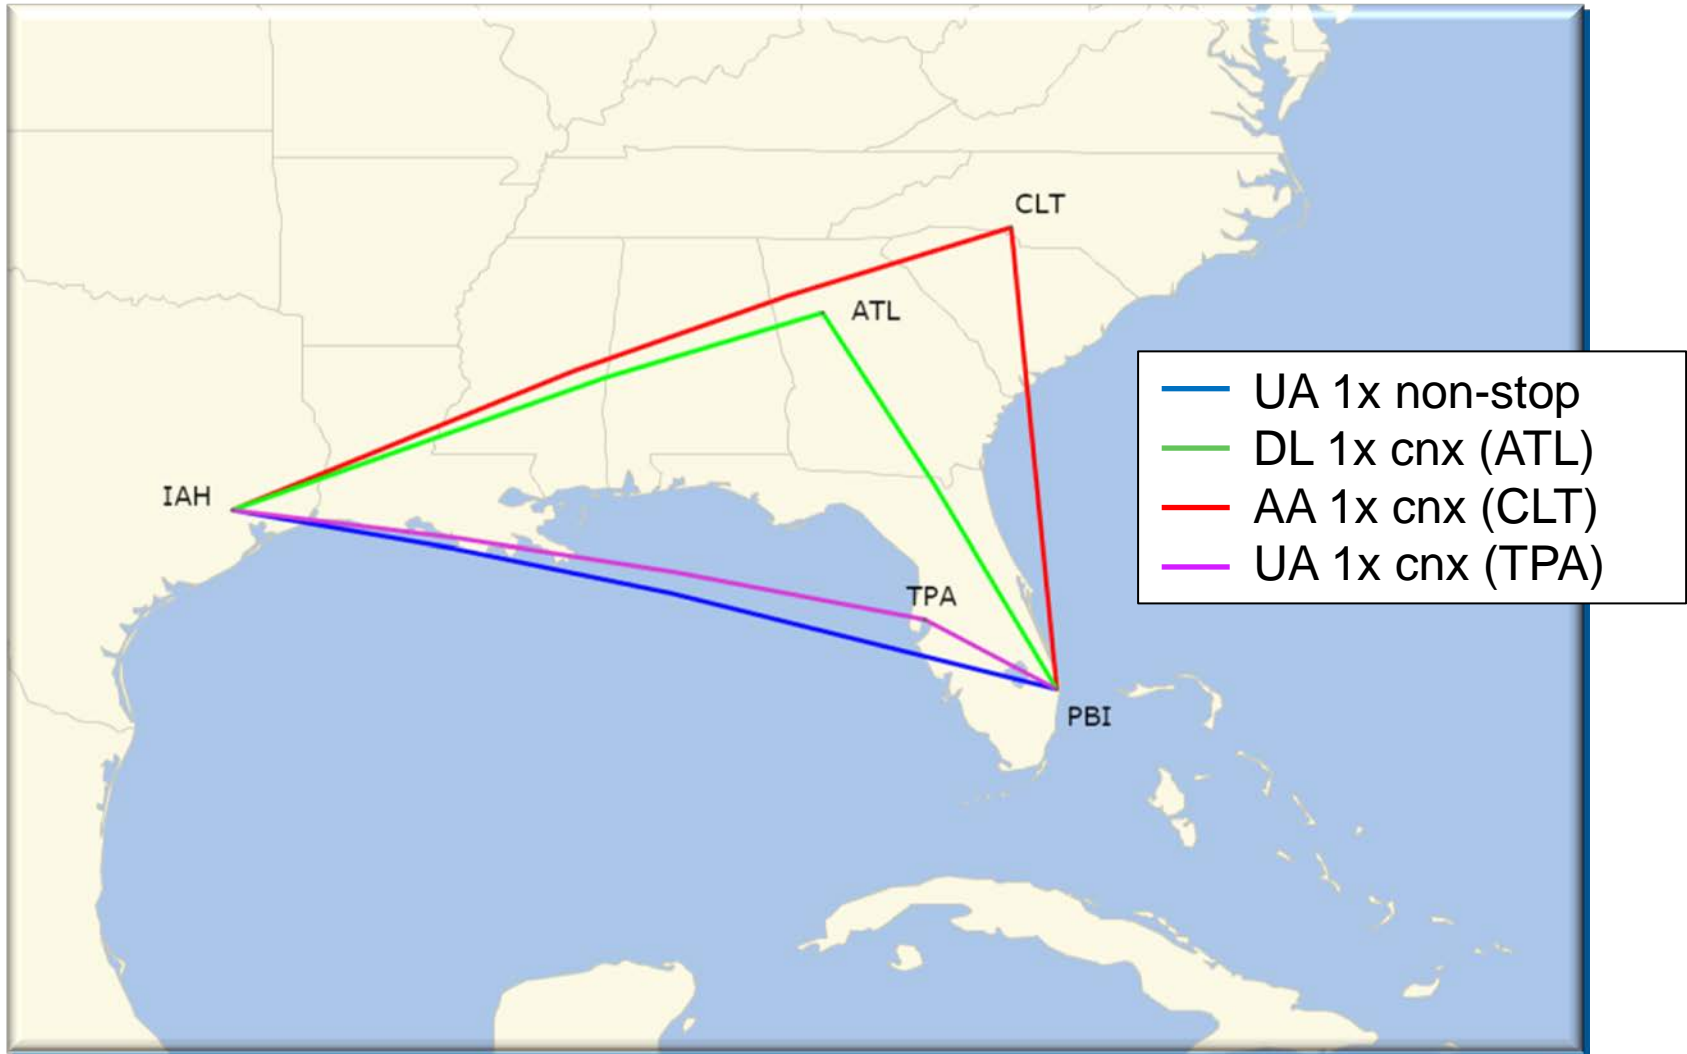 CLT
ATL
IAH
TPA
PBI
UA 1x non-stop
DL 1x cnx (ATL)
AA 1x cnx (CLT)
UA 1x cnx (TPA)